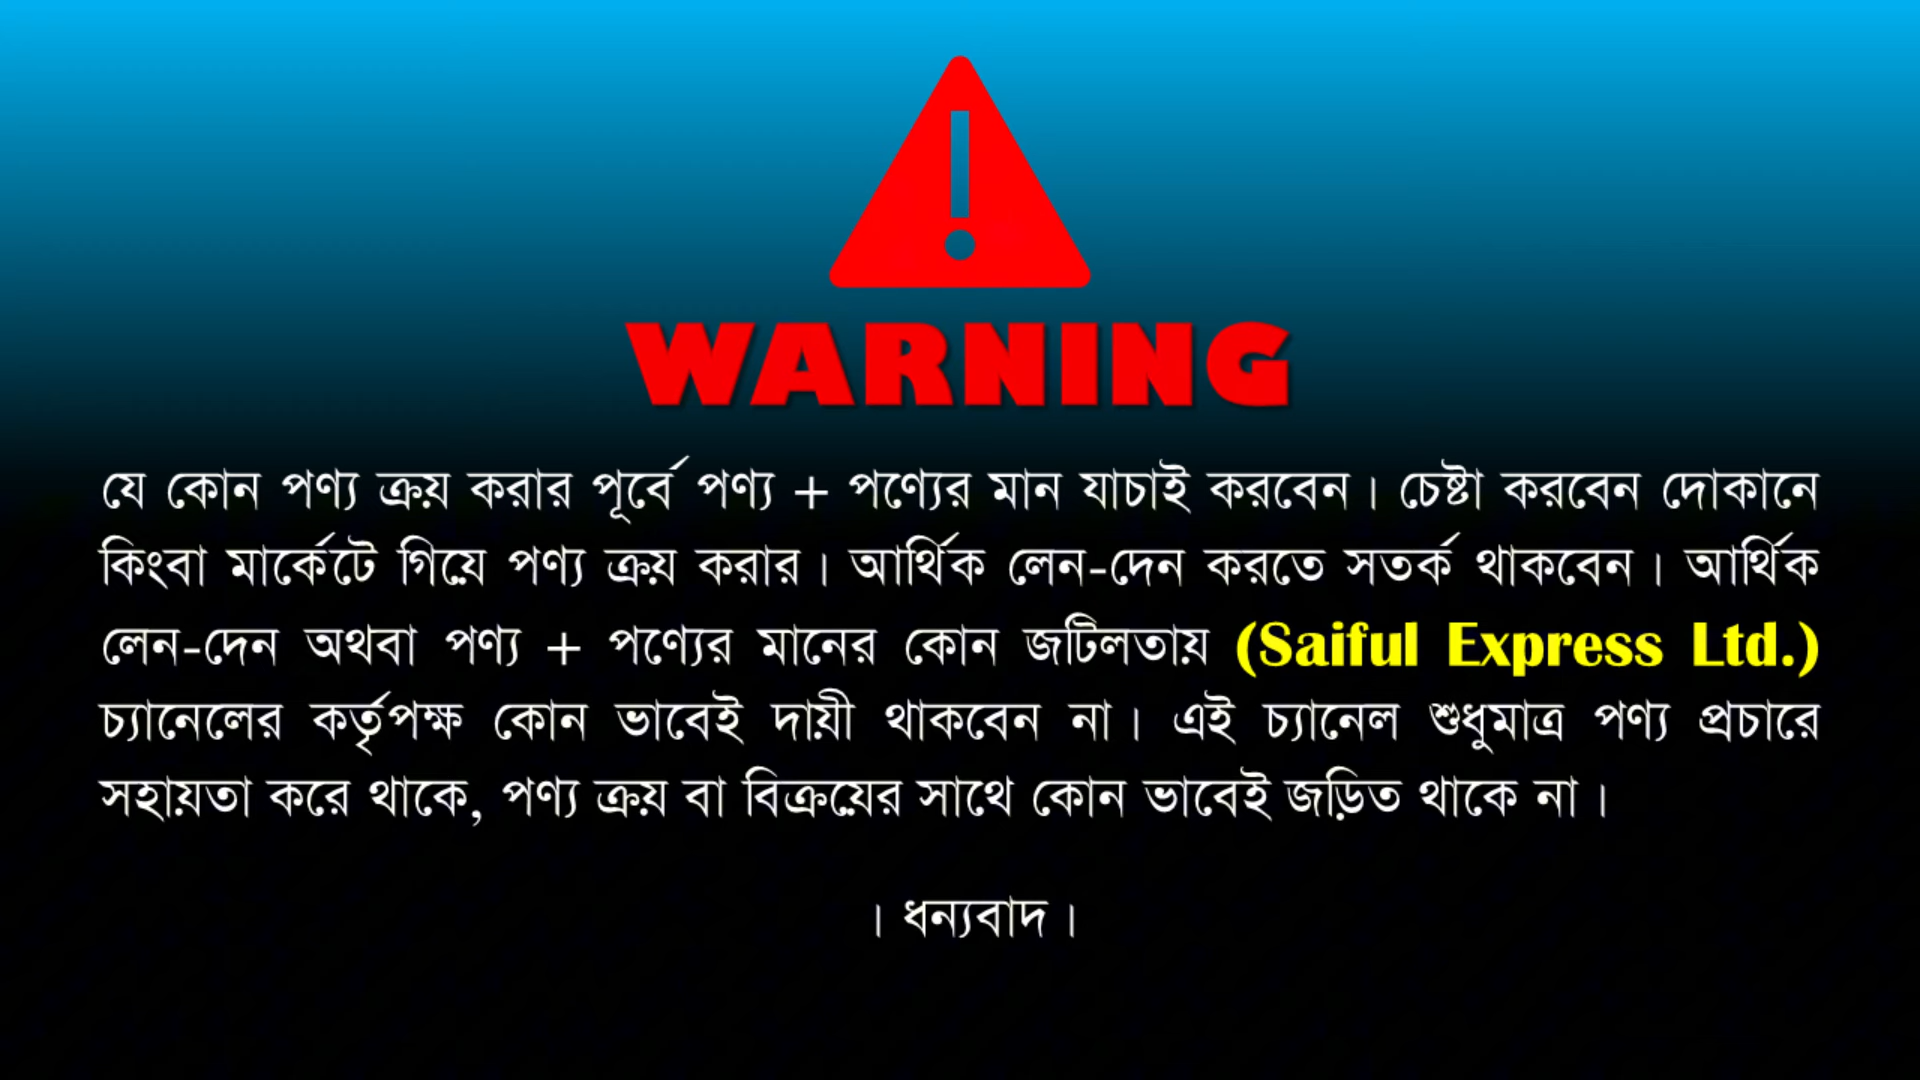 WARNING
যে কোন পণ্য ক্রয় করার পূর্বে পণ্য + পণ্যের মান যাচাই করবেন। চেষ্টা করবেন দোকানে
কিংবা মার্কেটে গিয়ে পণ্য ক্রয় করার। আর্থিক লেন-দেন করতে সতর্ক থাকবেন। আর্থিক
লেন-দেন অথবা পণ্য + পণ্যের মানের কোন জটিলতায় (Saiful Express Ltd.)
চ্যানেলের কর্তৃপক্ষ কোন ভাবেই দায়ী থাকবেন না। এই চ্যানেল শুধুমাত্র পণ্য প্রচারে
সহায়তা করে থাকে, পণ্য ক্রয় বা বিক্রয়ের সাথে কোন ভাবেই জড়িত থাকে না।
। ধন্যবাদ ।